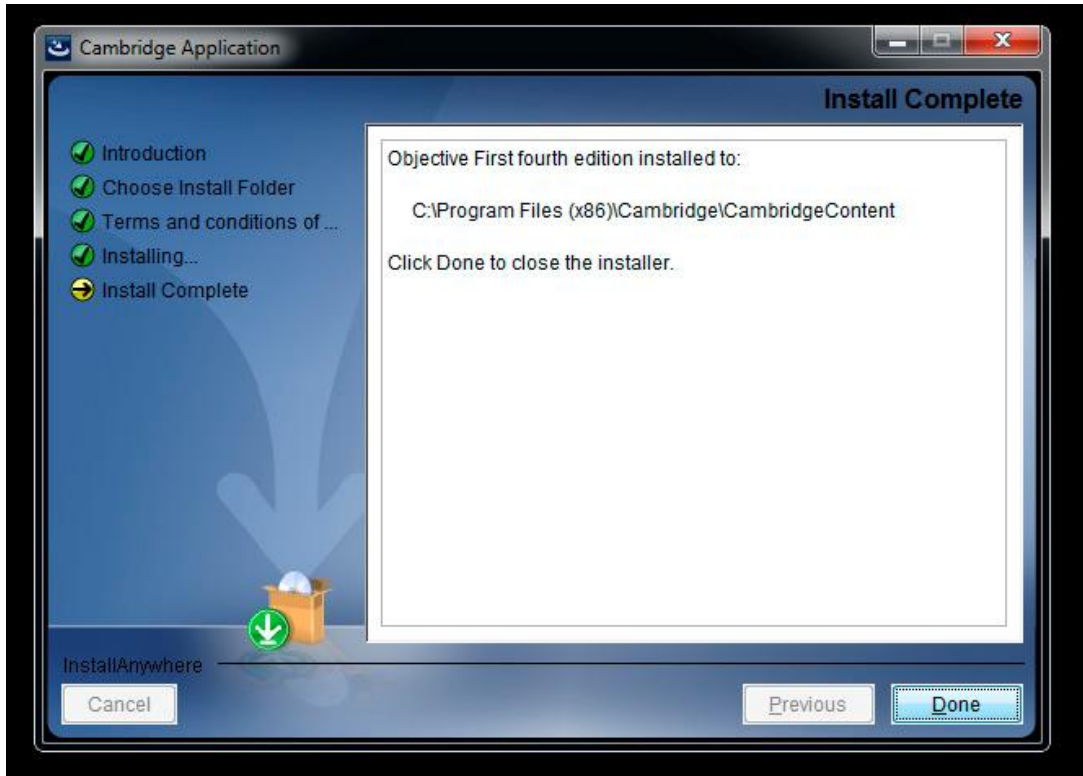 Cambridge Application
Install Complete
Introduction
Choose Install Folder
Terms and conditions of ...
Installing...
Install Complete
Objective First fourth edition installed to:
C:\Program Files (x86)\Cambridge\CambridgeContent
Click Done to close the installer.
InstallAnywhere
Cancel
Previous
Done